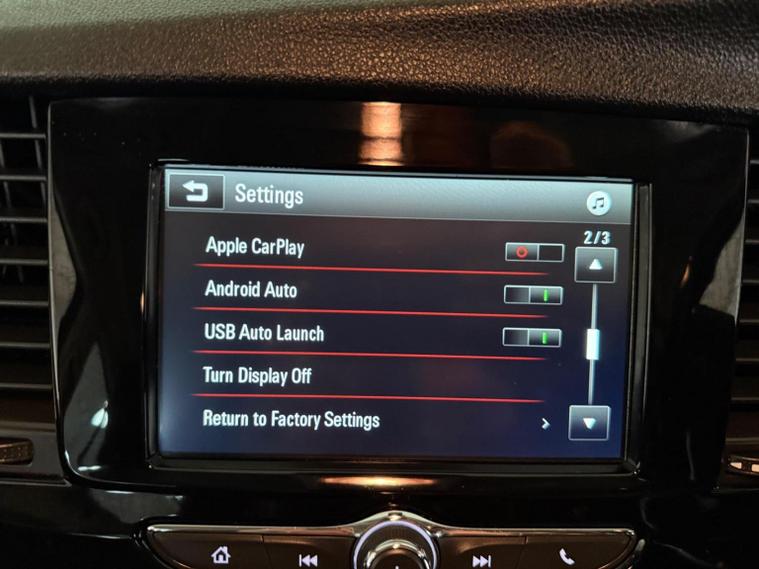 Settings
2/3
Apple CarPlay
Android Auto
USB Auto Launch
Turn Display Off
Return to Factory Settings